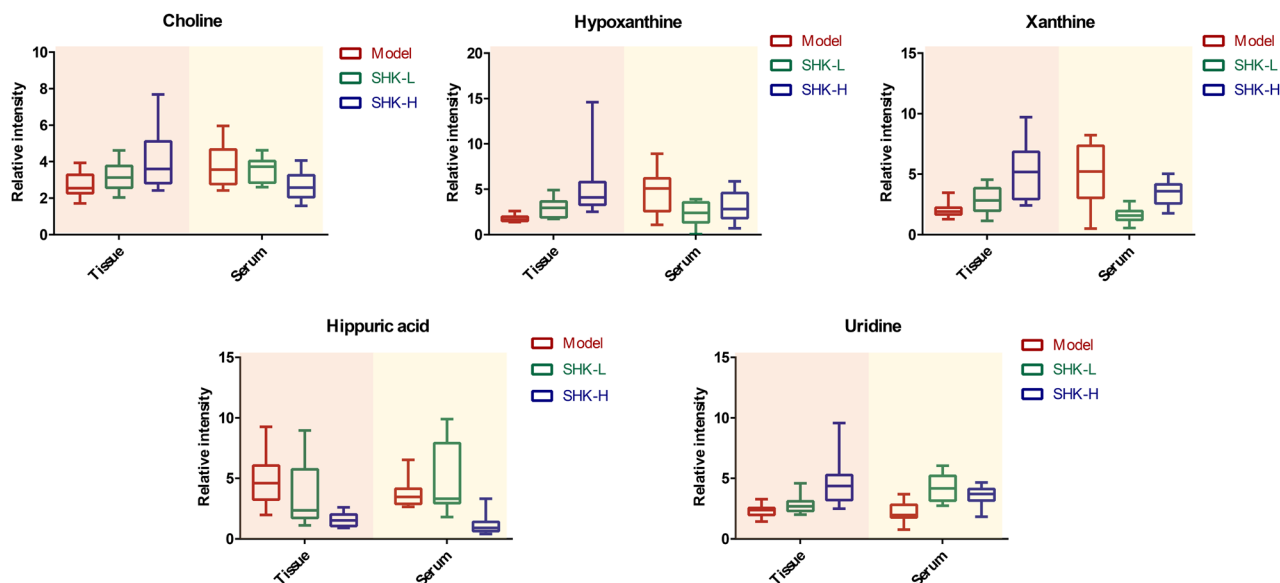 Choline
Relative intensity
10
8
6
4
2
0
Tissue
Serum
Model
SHK-L
SHK-H
Hypoxanthine
20
15
10
5
0
Tissue
Serum
Model
SHK-L
SHK-H
Xanthine
Relative intensity
15
10
5
0
Tissue
Serum
Model
SHK-L
SHK-H
Relative intensity
Hippuric acid
Relative intensity
15
10
5
0
Tissue
Serum
Model
SHK-L
SHK-H
Uridine
Relative intensity
15
10
5
0
Tissue
Serum
Model
SHK-L
SHK-H